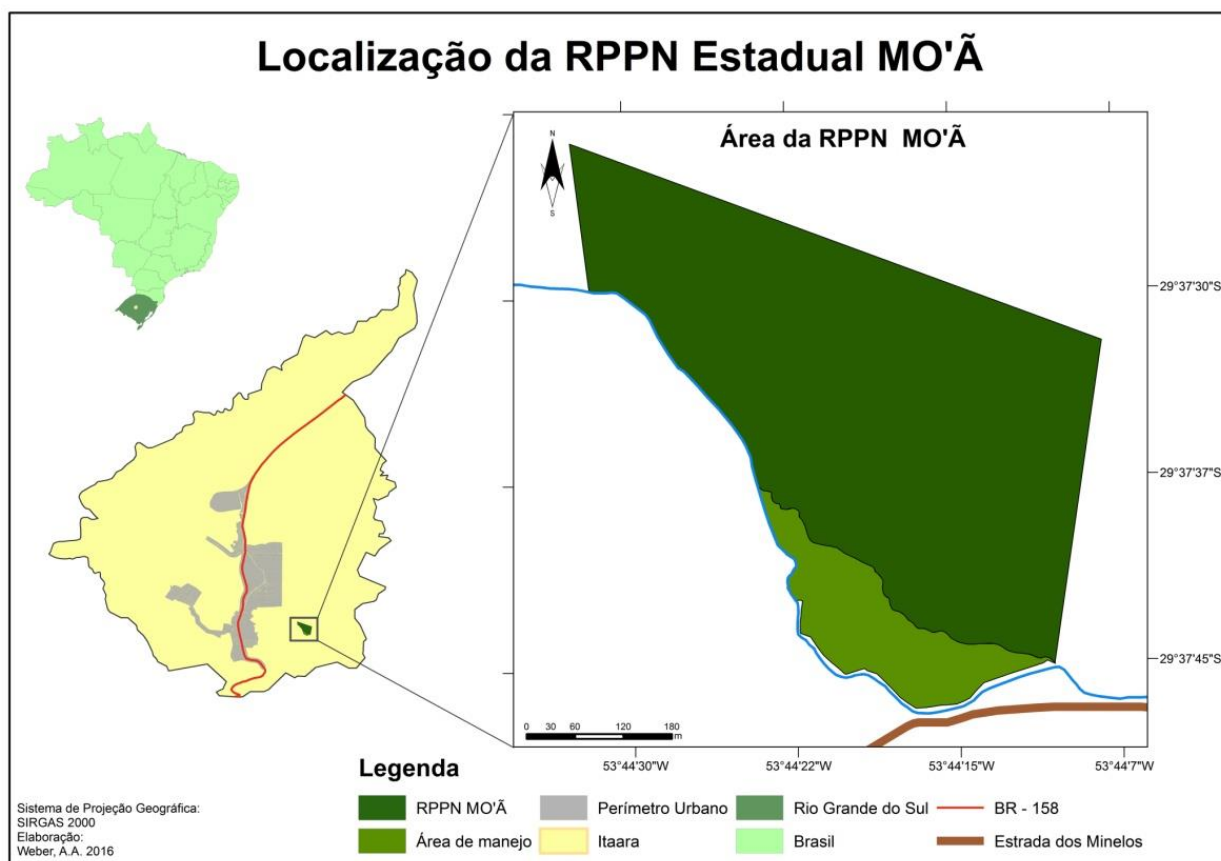 Localização da RPPN Estadual MO'Ã
Área da RPPN MO'Ã
N
S
29°37'30"S
29°37'37"S
29°37'45"S
0 30 60 120 180
m
53°44'30"W 53°44'22"W 53°44'15"W 53°44'7"W
Legenda
RPPN MO'Ã Perímetro Urbano Rio Grande do Sul BR - 158
Área de manejo Itaara Brasil Estrada dos Minelos
Sistema de Projeção Geográfica:
SIRGAS 2000
Elaboração:
Weber, A.A. 2016